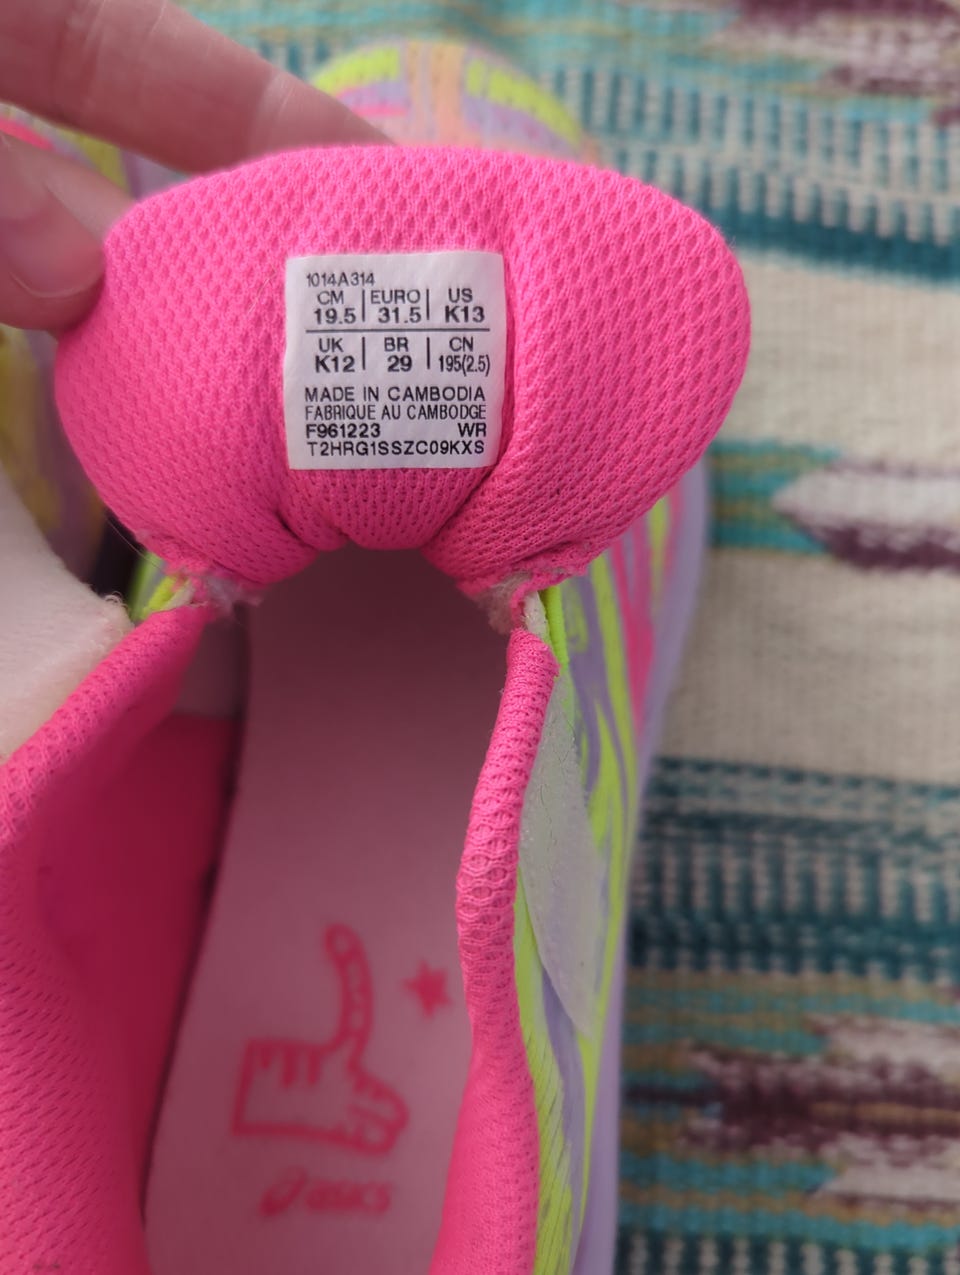 1014A314
CM EURO US
19.5 31.5 K13
UK BR CN
K12 29 195(2.5)
MADE IN CAMBODIA
FABRIQUE AU CAMBODGE
F961223 WR
T2HRG1SSZC09KXS
asics